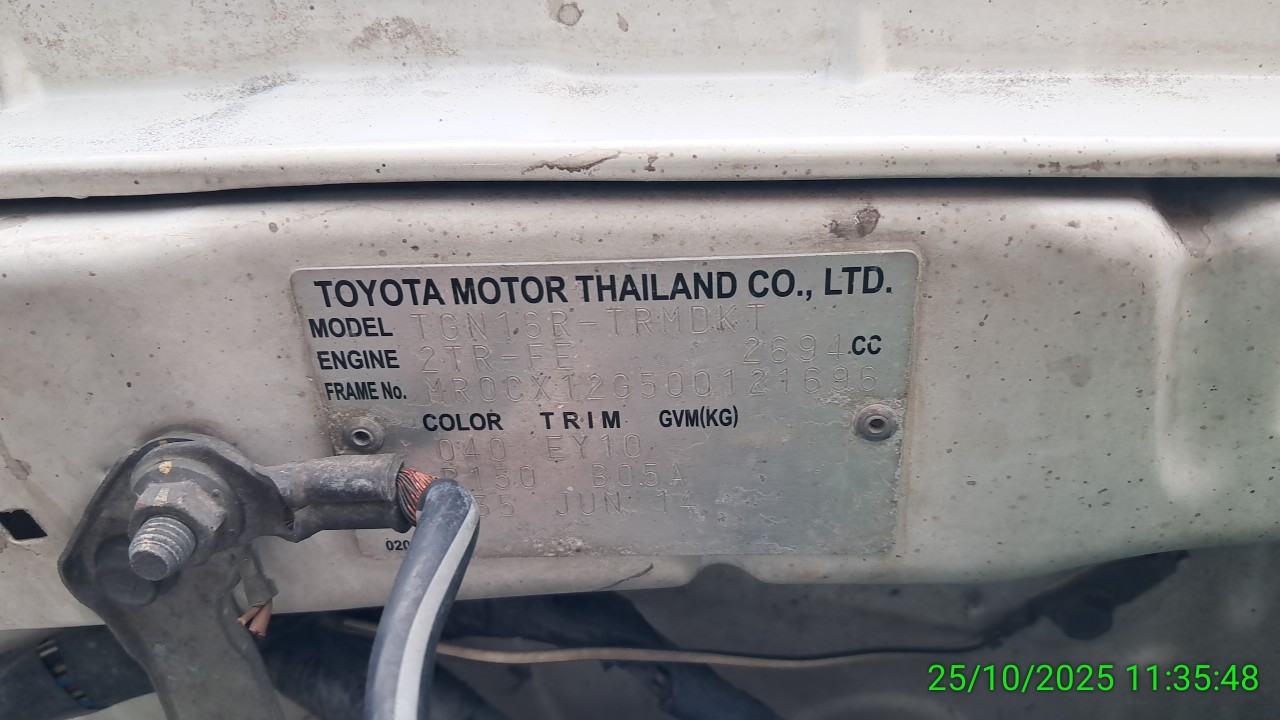 TOYOTA MOTOR THAILAND CO., LTD.
MODEL TGN16R-TRMDKT
ENGINE 2TR-FE 2694 CC
FRAME No. MR0CX12G500121696
COLOR TRIM GVM(KG)
040 EY10
B05A
JUN 14
25/10/2025 11:35:48